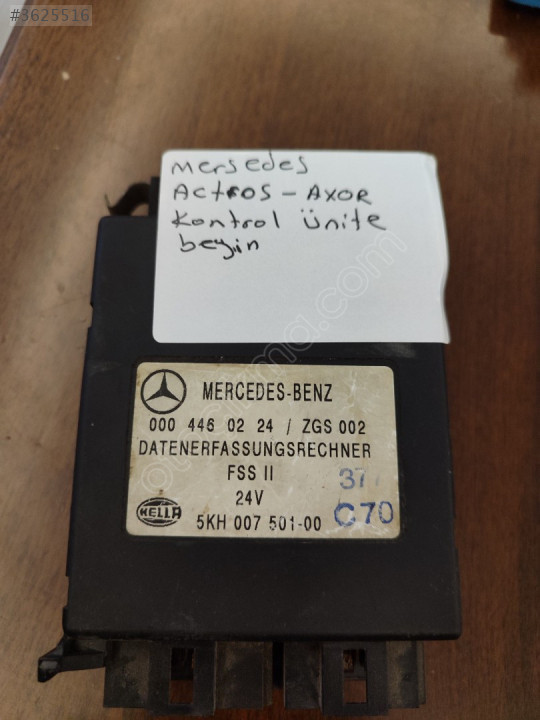 #3625516
mersedes
Actros - AXOR
Kontrol ünite
beyin
MERCEDES-BENZ
000 446 02 24 / ZGS 002
DATENERFASSUNGSRECHNER
FSS II
37
24V
HELLA
5KH 007 501-00
C70